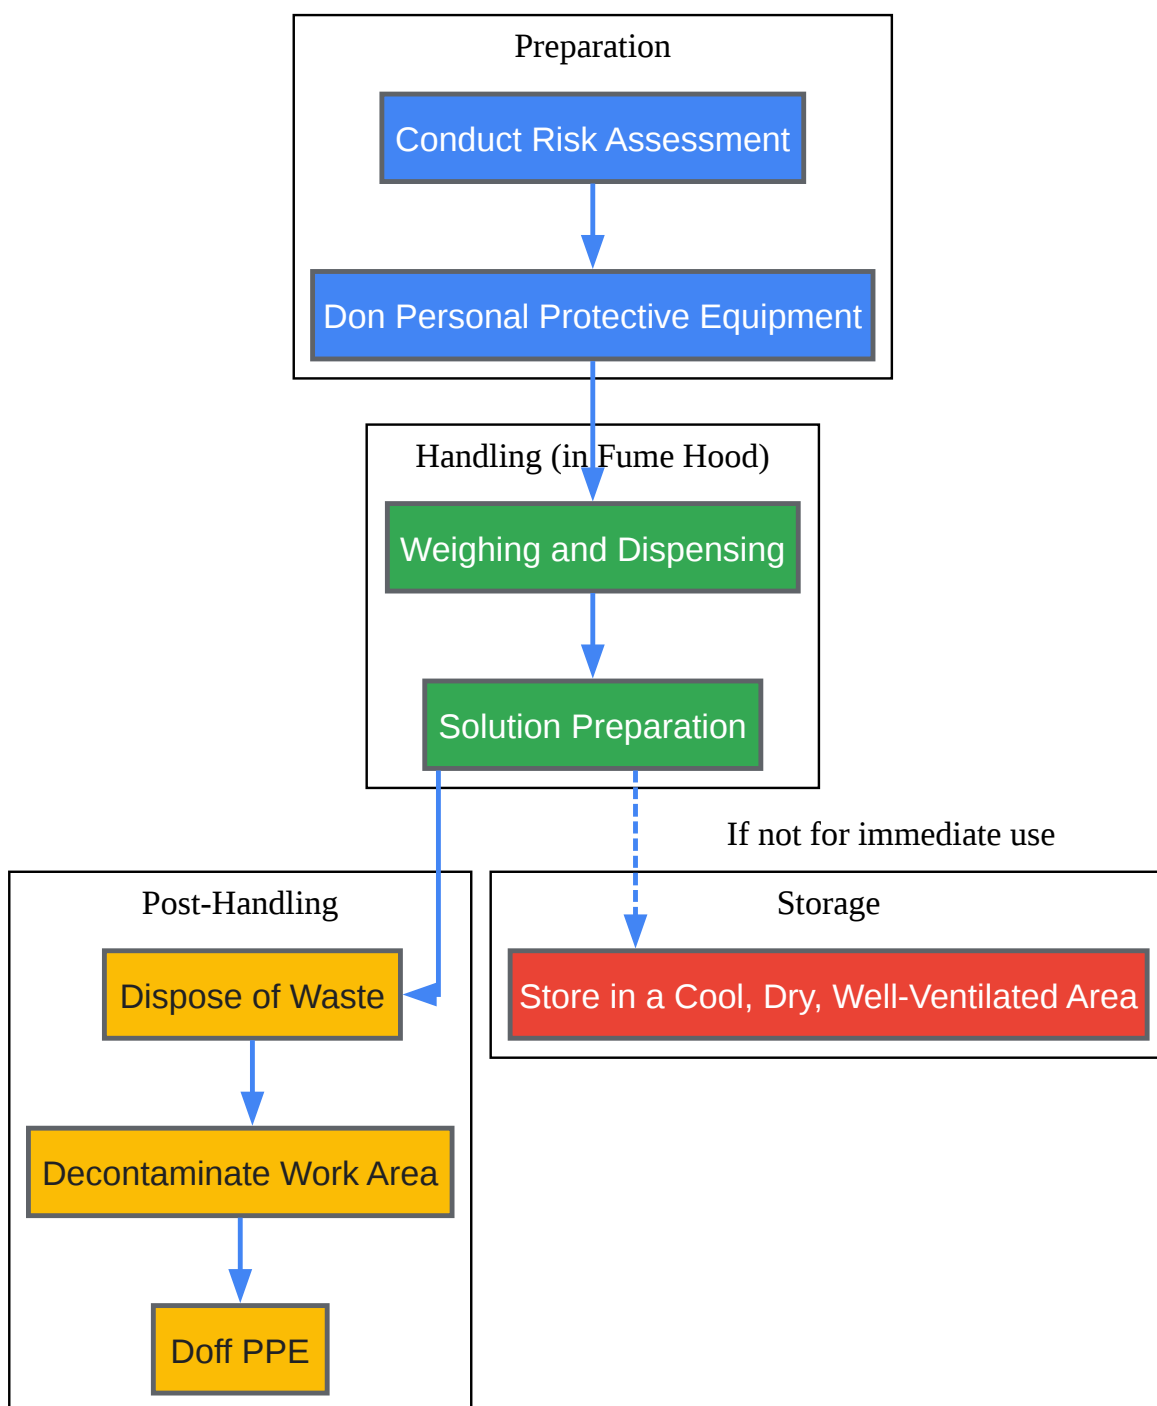 Preparation
Conduct Risk Assessment
Don Personal Protective Equipment
Handling (in Fume Hood)
Weighing and Dispensing
Solution Preparation
If not for immediate use
Post-Handling
Dispose of Waste
Decontaminate Work Area
Doff PPE
Storage
Store in a Cool, Dry, Well-Ventilated Area